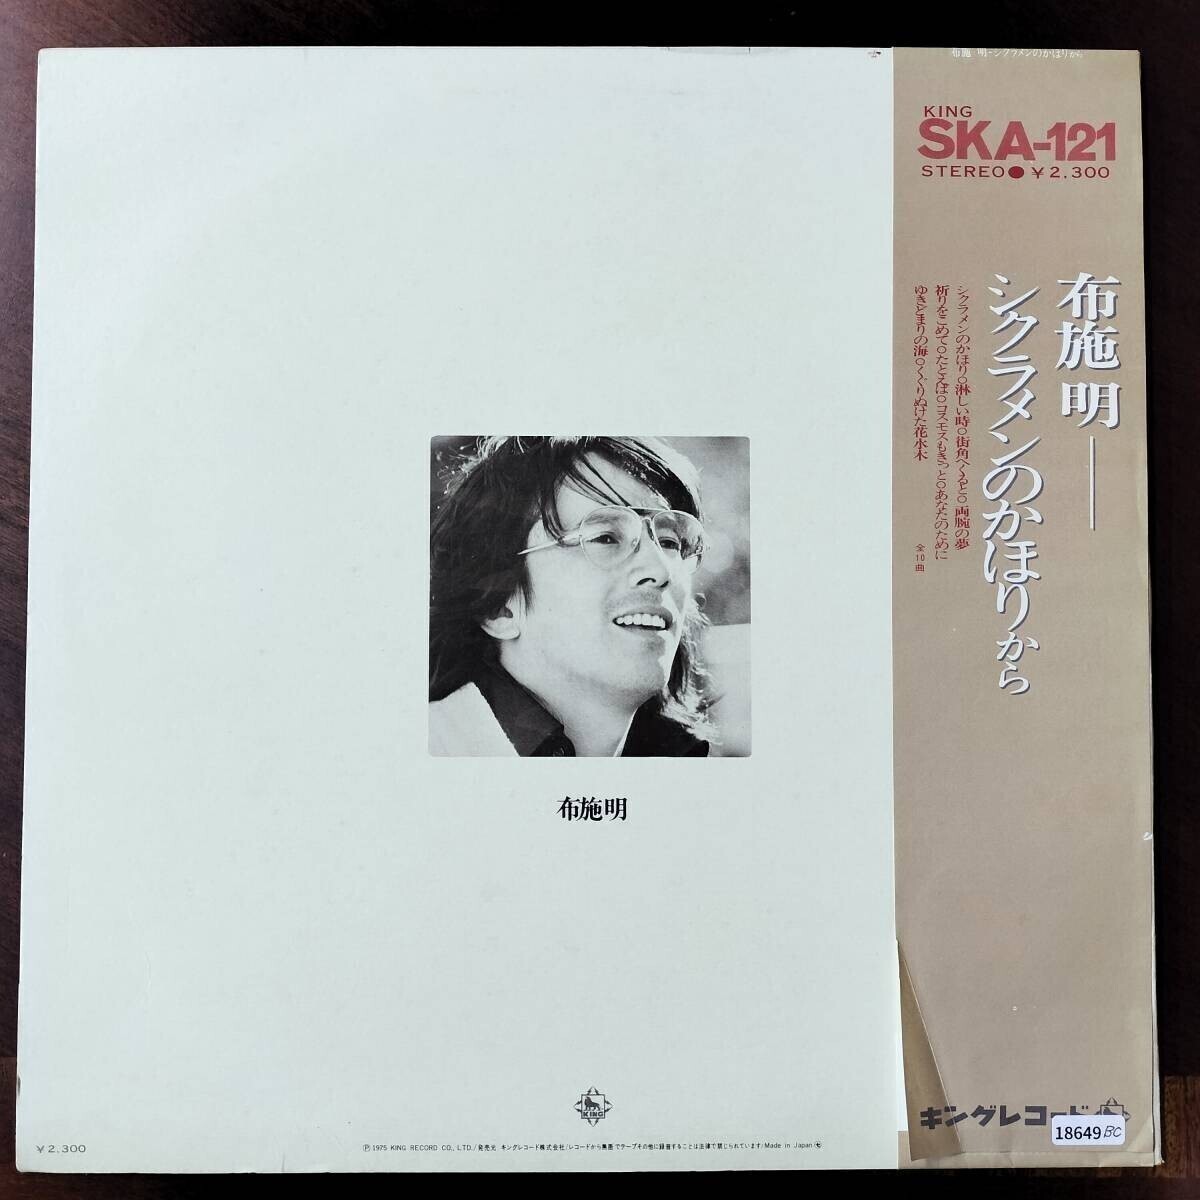 布施 明-シクラメンのかほりから
KING
SKA-121
STEREO●￥2,300
布施 明──
シクラメンのかほりから
シクラメンのかほり○淋しい時○街角へくると○両腕の夢
祈りをこめて○たとえば○コスモスもきっと○あなたのために
ゆきどまりの海○くぐりぬけた花水木
全10曲
布施明
KING
￥2,300
Ⓟ1975 KING RECORD CO., LTD./発売元 キングレコード株式会社/レコードから無断でテープその他に録音することは法律で禁じられています/Made in Japan
キングレコード
18649 BC